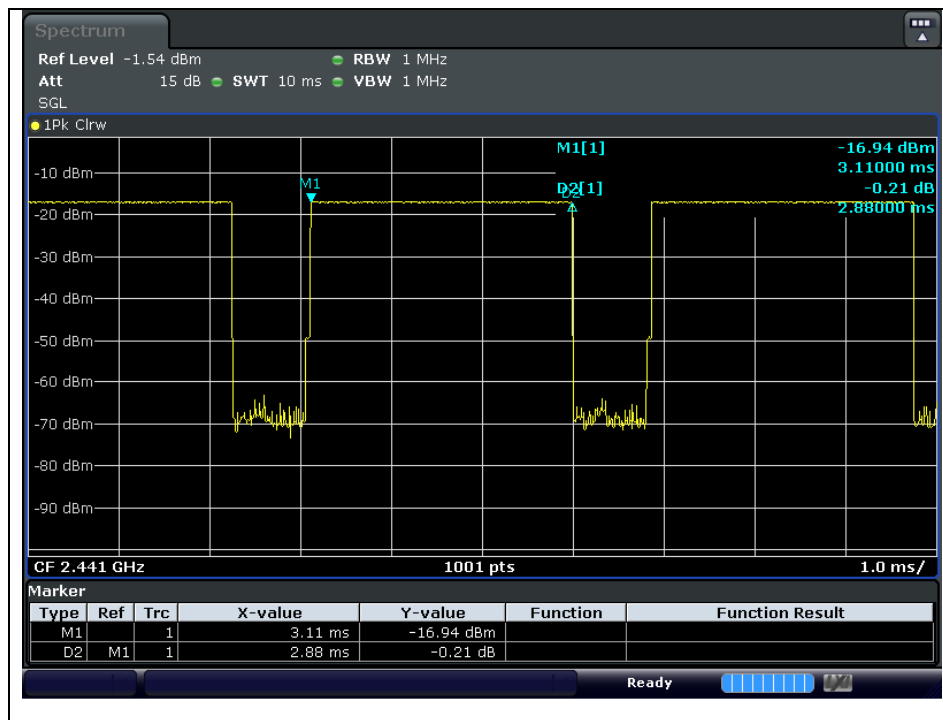 Spectrum
Ref Level -1.54 dBm RBW 1 MHz
Att 15 dB SWT 10 ms VBW 1 MHz
SGL
1Pk Clrw
M1[1] -16.94 dBm
3.11000 ms
D2[1] -0.21 dB
2.88000 ms
M1
D2
-10 dBm
-20 dBm
-30 dBm
-40 dBm
-50 dBm
-60 dBm
-70 dBm
-80 dBm
-90 dBm
CF 2.441 GHz 1001 pts 1.0 ms/
Marker
Type Ref Trc X-value Y-value Function Function Result
M1 1 3.11 ms -16.94 dBm
D2 M1 1 2.88 ms -0.21 dB
Ready